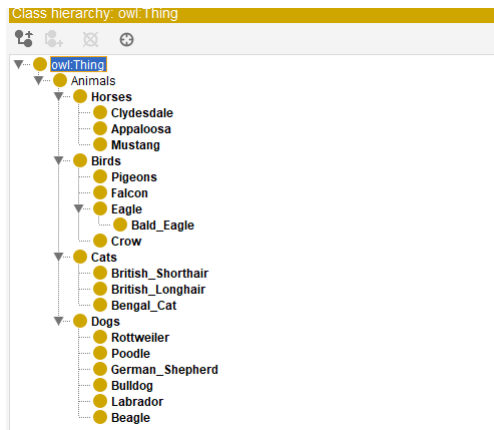 Class hierarchy: owl:Thing
owl:Thing
Animals
Horses
Clydesdale
Appaloosa
Mustang
Birds
Pigeons
Falcon
Eagle
Bald_Eagle
Crow
Cats
British_Shorthair
British_Longhair
Bengal_Cat
Dogs
Rottweiler
Poodle
German_Shepherd
Bulldog
Labrador
Beagle